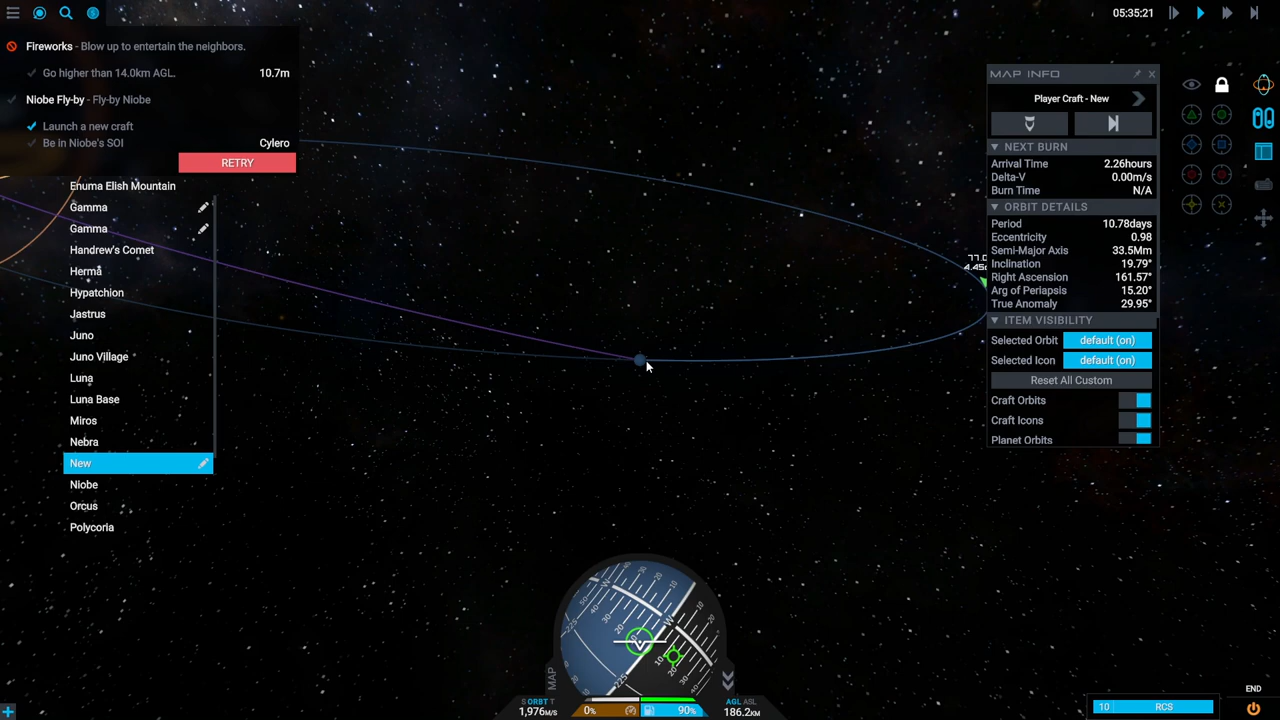 05:35:21
Fireworks - Blow up to entertain the neighbors.
Go higher than 14.0km AGL. 10.7m
Niobe Fly-by - Fly-by Niobe
Launch a new craft
Be in Niobe's SOI Cylero
RETRY
Enuma Elish Mountain
Gamma
Gamma
Handrew's Comet
Herma
Hypatchion
Jastrus
Juno
Juno Village
Luna
Luna Base
Miros
Nebra
New
Niobe
Orcus
Polycoria
MAP INFO
Player Craft - New
NEXT BURN
Arrival Time 2.26hours
Delta-V 0.00m/s
Burn Time N/A
ORBIT DETAILS
Period 10.78days
Eccentricity 0.98
Semi-Major Axis 33.5Mm
Inclination 19.79°
Right Ascension 161.57°
Arg of Periapsis 15.20°
True Anomaly 29.95°
ITEM VISIBILITY
Selected Orbit default (on)
Selected Icon default (on)
Reset All Custom
Craft Orbits
Craft Icons
Planet Orbits
MAP
S ORBT T
1,976M/S
0%
90%
AGL ASL
186.2KM
10 RCS
END